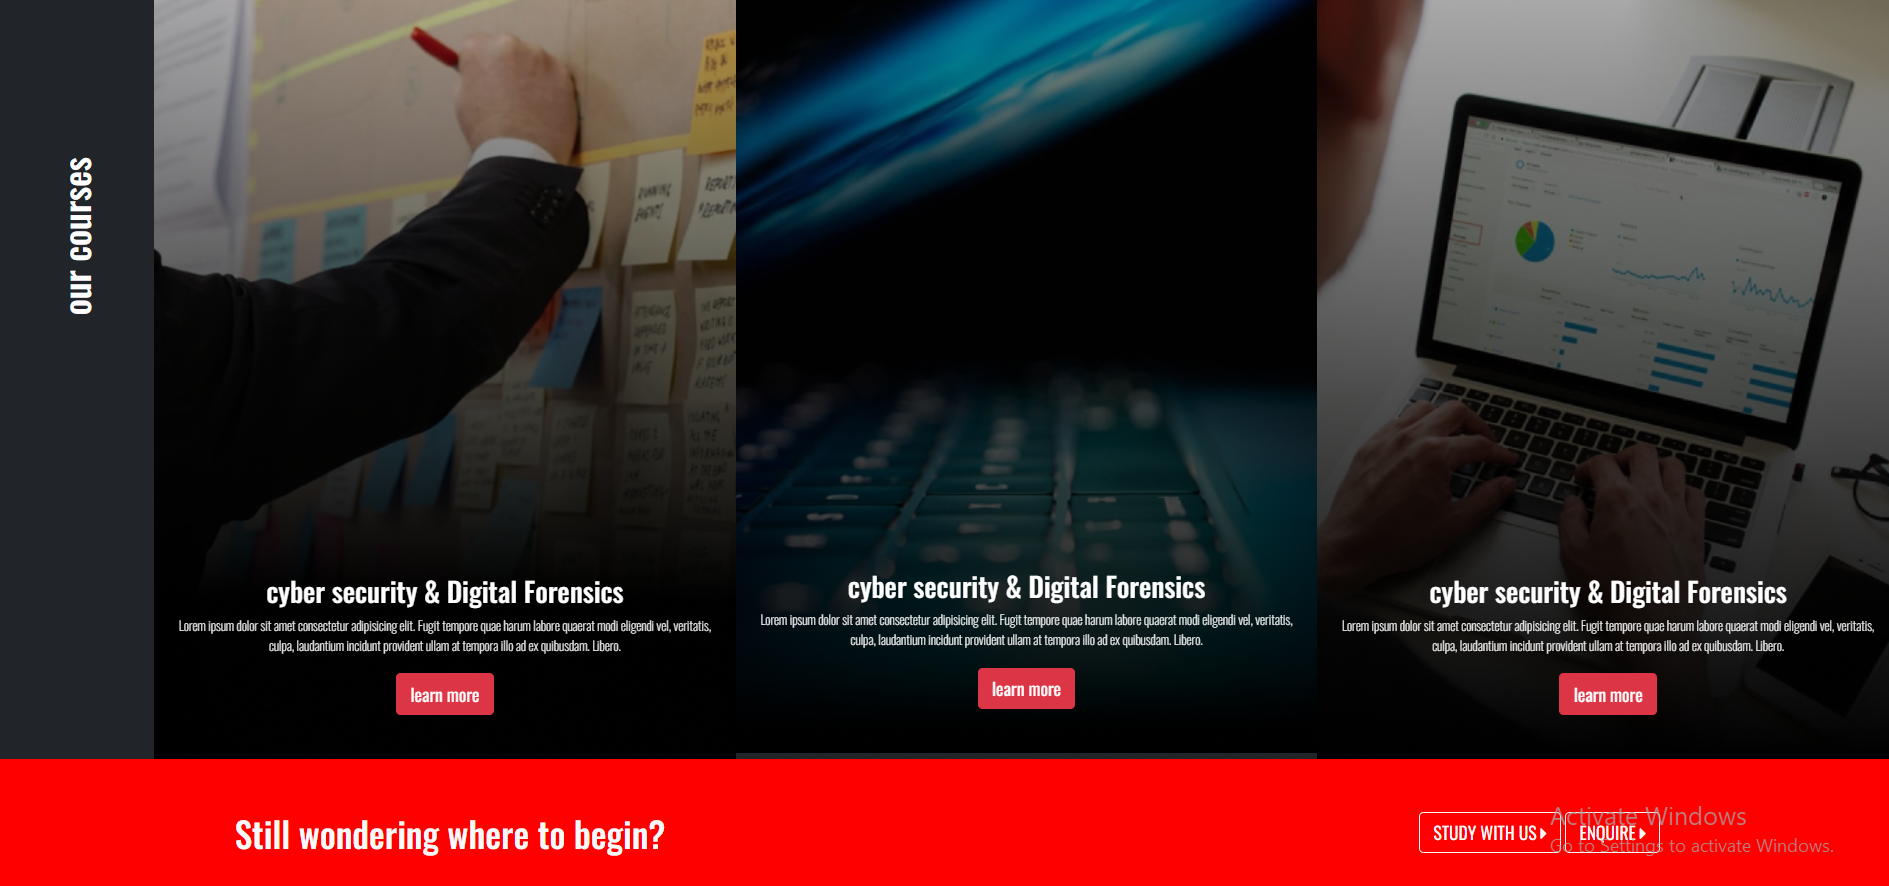 our courses
RUNNING
EVENTS
cyber security & Digital Forensics
Lorem ipsum dolor sit amet consectetur adipisicing elit. Fugit tempore quae harum labore quaerat modi eligendi vel, veritatis,
culpa, laudantium incidunt provident ullam at tempora illo ad ex quibusdam. Libero.
learn more
cyber security & Digital Forensics
Lorem ipsum dolor sit amet consectetur adipisicing elit. Fugit tempore quae harum labore quaerat modi eligendi vel, veritatis,
culpa, laudantium incidunt provident ullam at tempora illo ad ex quibusdam. Libero.
learn more
cyber security & Digital Forensics
Lorem ipsum dolor sit amet consectetur adipisicing elit. Fugit tempore quae harum labore quaerat modi eligendi vel, veritatis,
culpa, laudantium incidunt provident ullam at tempora illo ad ex quibusdam. Libero.
learn more
Still wondering where to begin?
STUDY WITH US
ENQUIRE
Activate Windows
Go to Settings to activate Windows.